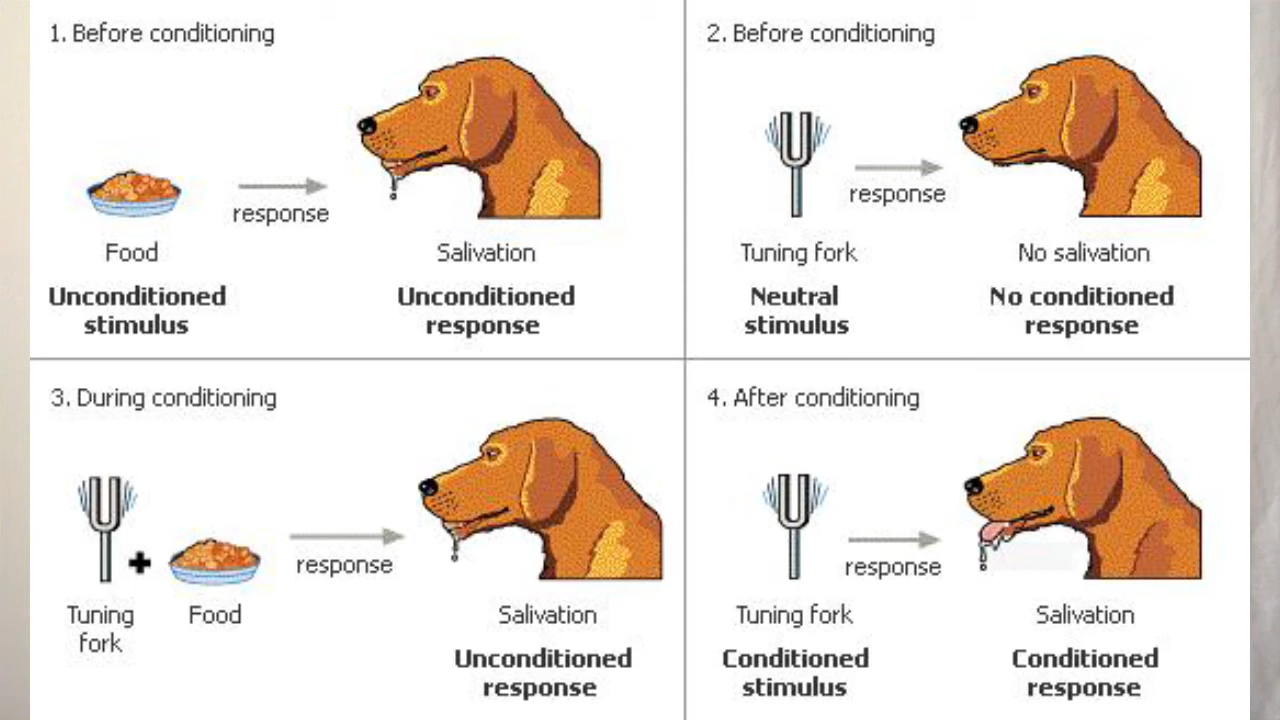 1. Before conditioning
response
Food
Salivation
Unconditioned
stimulus
Unconditioned
response
2. Before conditioning
response
Tuning fork
No salivation
Neutral
stimulus
No conditioned
response
3. During conditioning
response
Tuning
fork
Food
Salivation
Unconditioned
response
4. After conditioning
response
Tuning fork
Salivation
Conditioned
stimulus
Conditioned
response